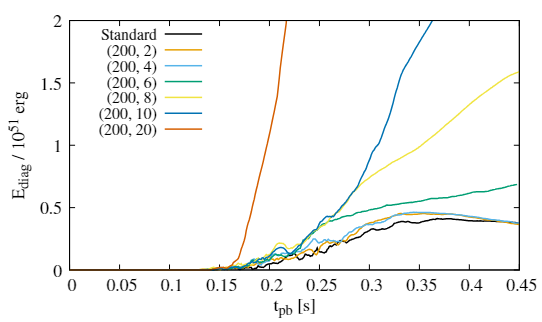 2
1.5
1
0.5
0
E_diag / 10^51 erg
Standard
(200, 2)
(200, 4)
(200, 6)
(200, 8)
(200, 10)
(200, 20)
0 0.05 0.1 0.15 0.2 0.25 0.3 0.35 0.4 0.45
t_pb [s]